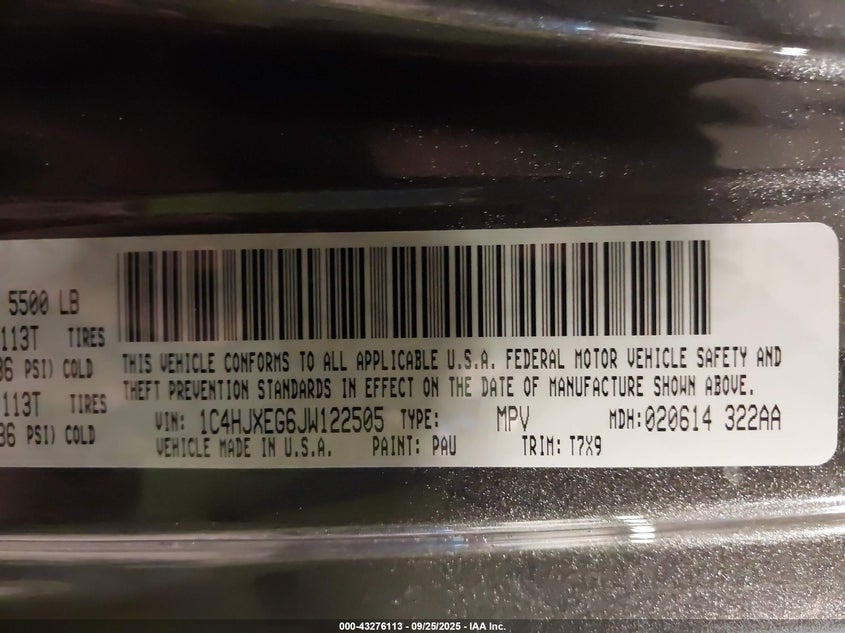 5500 LB
113T TIRES
36 PSI) COLD
113T TIRES
36 PSI) COLD
THIS VEHICLE CONFORMS TO ALL APPLICABLE U.S.A. FEDERAL MOTOR VEHICLE SAFETY AND
THEFT PREVENTION STANDARDS IN EFFECT ON THE DATE OF MANUFACTURE SHOWN ABOVE.
VIN: 1C4HJXEG6JW122505 TYPE: MPV MDH:020614 322AA
VEHICLE MADE IN U.S.A. PAINT: PAU TRIM: T7X9
000-43276113 - 09/25/2025 - IAA Inc.